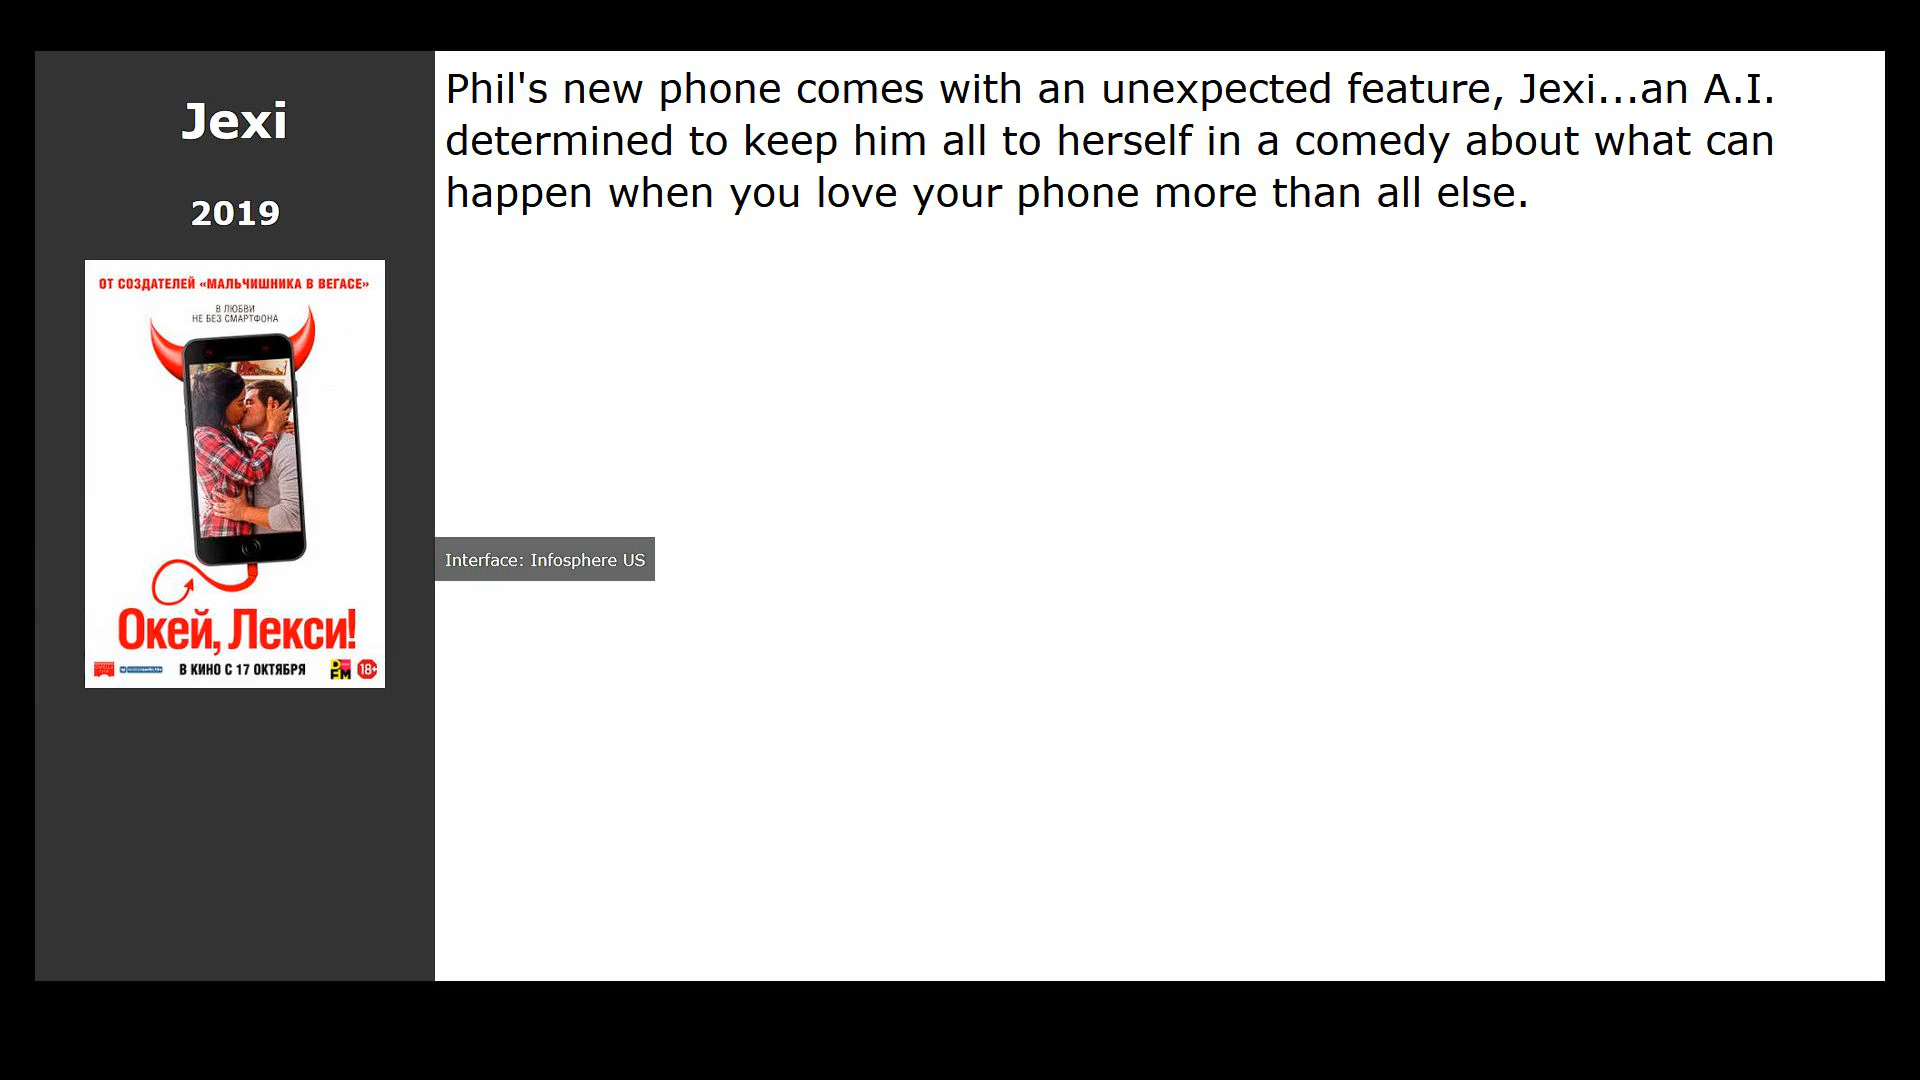 Jexi
2019
ОТ СОЗДАТЕЛЕЙ «МАЛЬЧИШНИКА В ВЕГАСЕ»
В ЛЮБВИ
НЕ БЕЗ СМАРТФОНА
Окей, Лекси!
В КИНО С 17 ОКТЯБРЯ
18+
Phil's new phone comes with an unexpected feature, Jexi...an A.I.
determined to keep him all to herself in a comedy about what can
happen when you love your phone more than all else.
Interface: Infosphere US